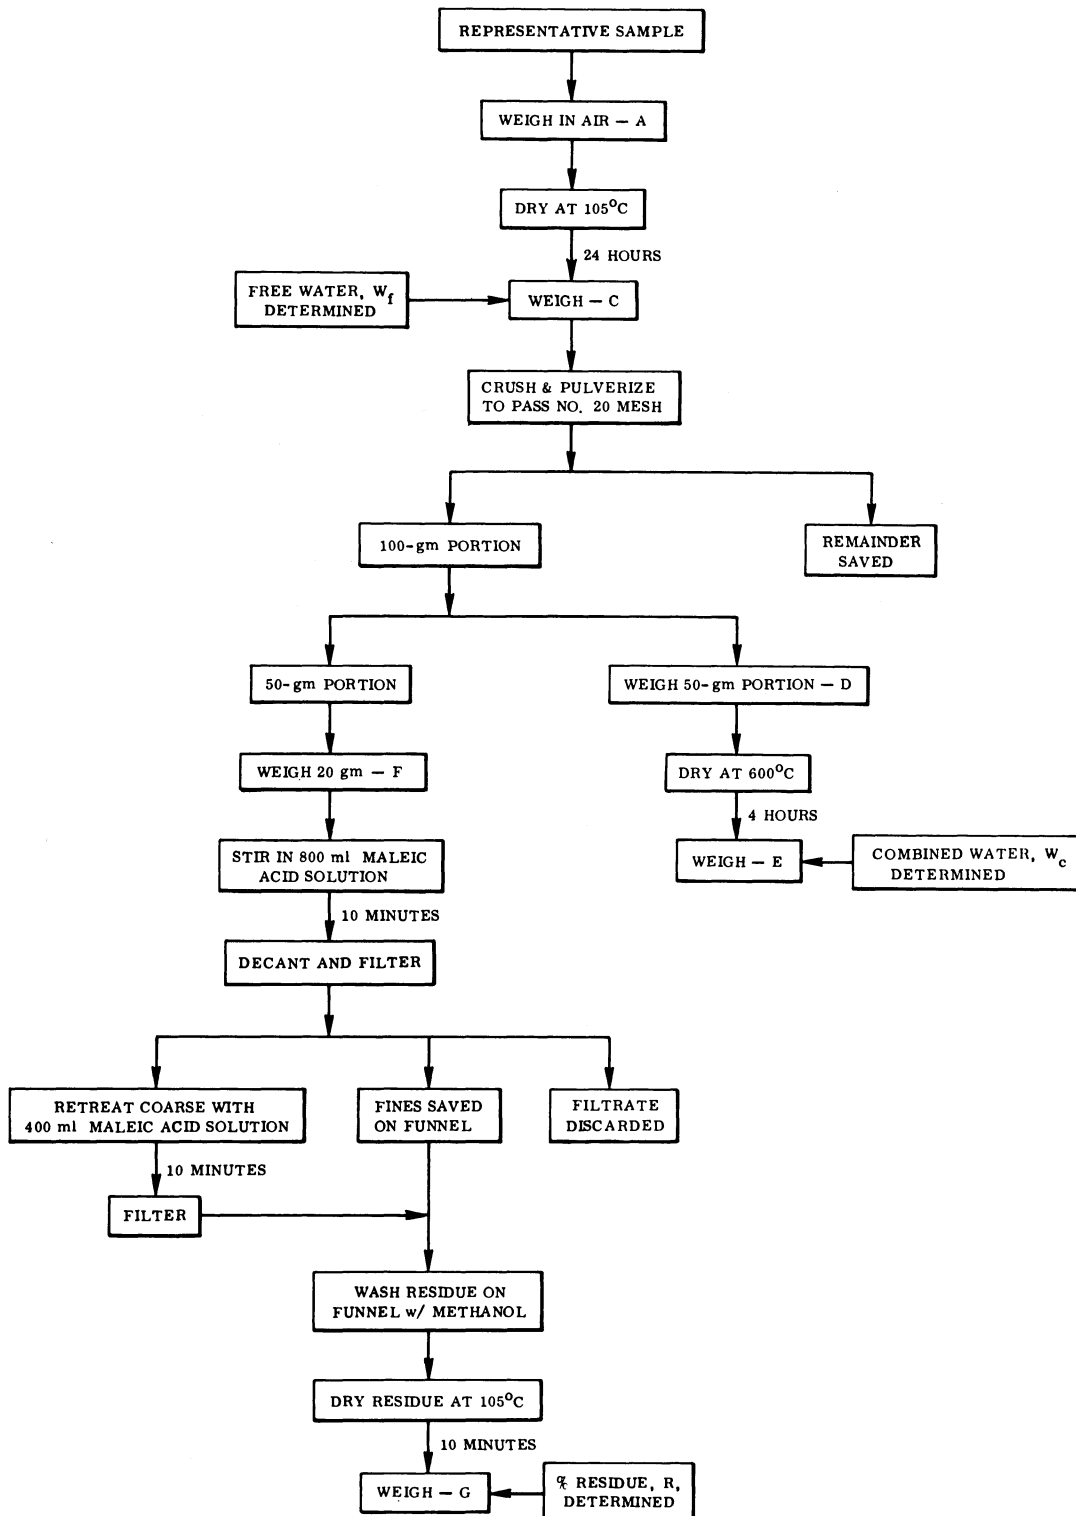 REPRESENTATIVE SAMPLE
WEIGH IN AIR — A
DRY AT 105°C
24 HOURS
FREE WATER, Wf
DETERMINED
WEIGH — C
CRUSH & PULVERIZE
TO PASS NO. 20 MESH
100-gm PORTION
REMAINDER
SAVED
50-gm PORTION
WEIGH 50-gm PORTION — D
WEIGH 20 gm — F
DRY AT 600°C
4 HOURS
STIR IN 800 ml MALEIC
ACID SOLUTION
WEIGH — E
COMBINED WATER, Wc
DETERMINED
10 MINUTES
DECANT AND FILTER
RETREAT COARSE WITH
400 ml MALEIC ACID SOLUTION
FINES SAVED
ON FUNNEL
FILTRATE
DISCARDED
10 MINUTES
FILTER
WASH RESIDUE ON
FUNNEL w/ METHANOL
DRY RESIDUE AT 105°C
10 MINUTES
WEIGH — G
% RESIDUE, R,
DETERMINED